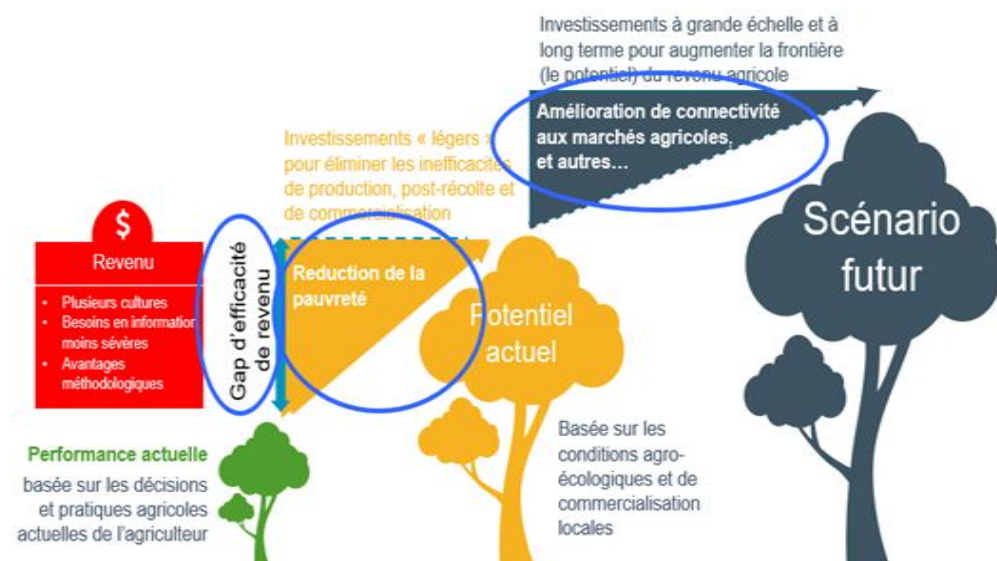 Investissements à grande échelle et à
long terme pour augmenter la frontière
(le potentiel) du revenu agricole
Amélioration de connectivité
aux marchés agricoles,
et autres…
Investissements « légers »
pour éliminer les inefficacités
de production, post-récolte et
de commercialisation
$
Revenu
• Plusieurs cultures
• Besoins en information
moins sévères
• Avantages
méthodologiques
Gap d'efficacité
de revenu
Reduction de la
pauvreté
Potentiel
actuel
Scénario
futur
Performance actuelle
basée sur les décisions
et pratiques agricoles
actuelles de l'agriculteur
Basée sur les
conditions agro-
écologiques et de
commercialisation
locales